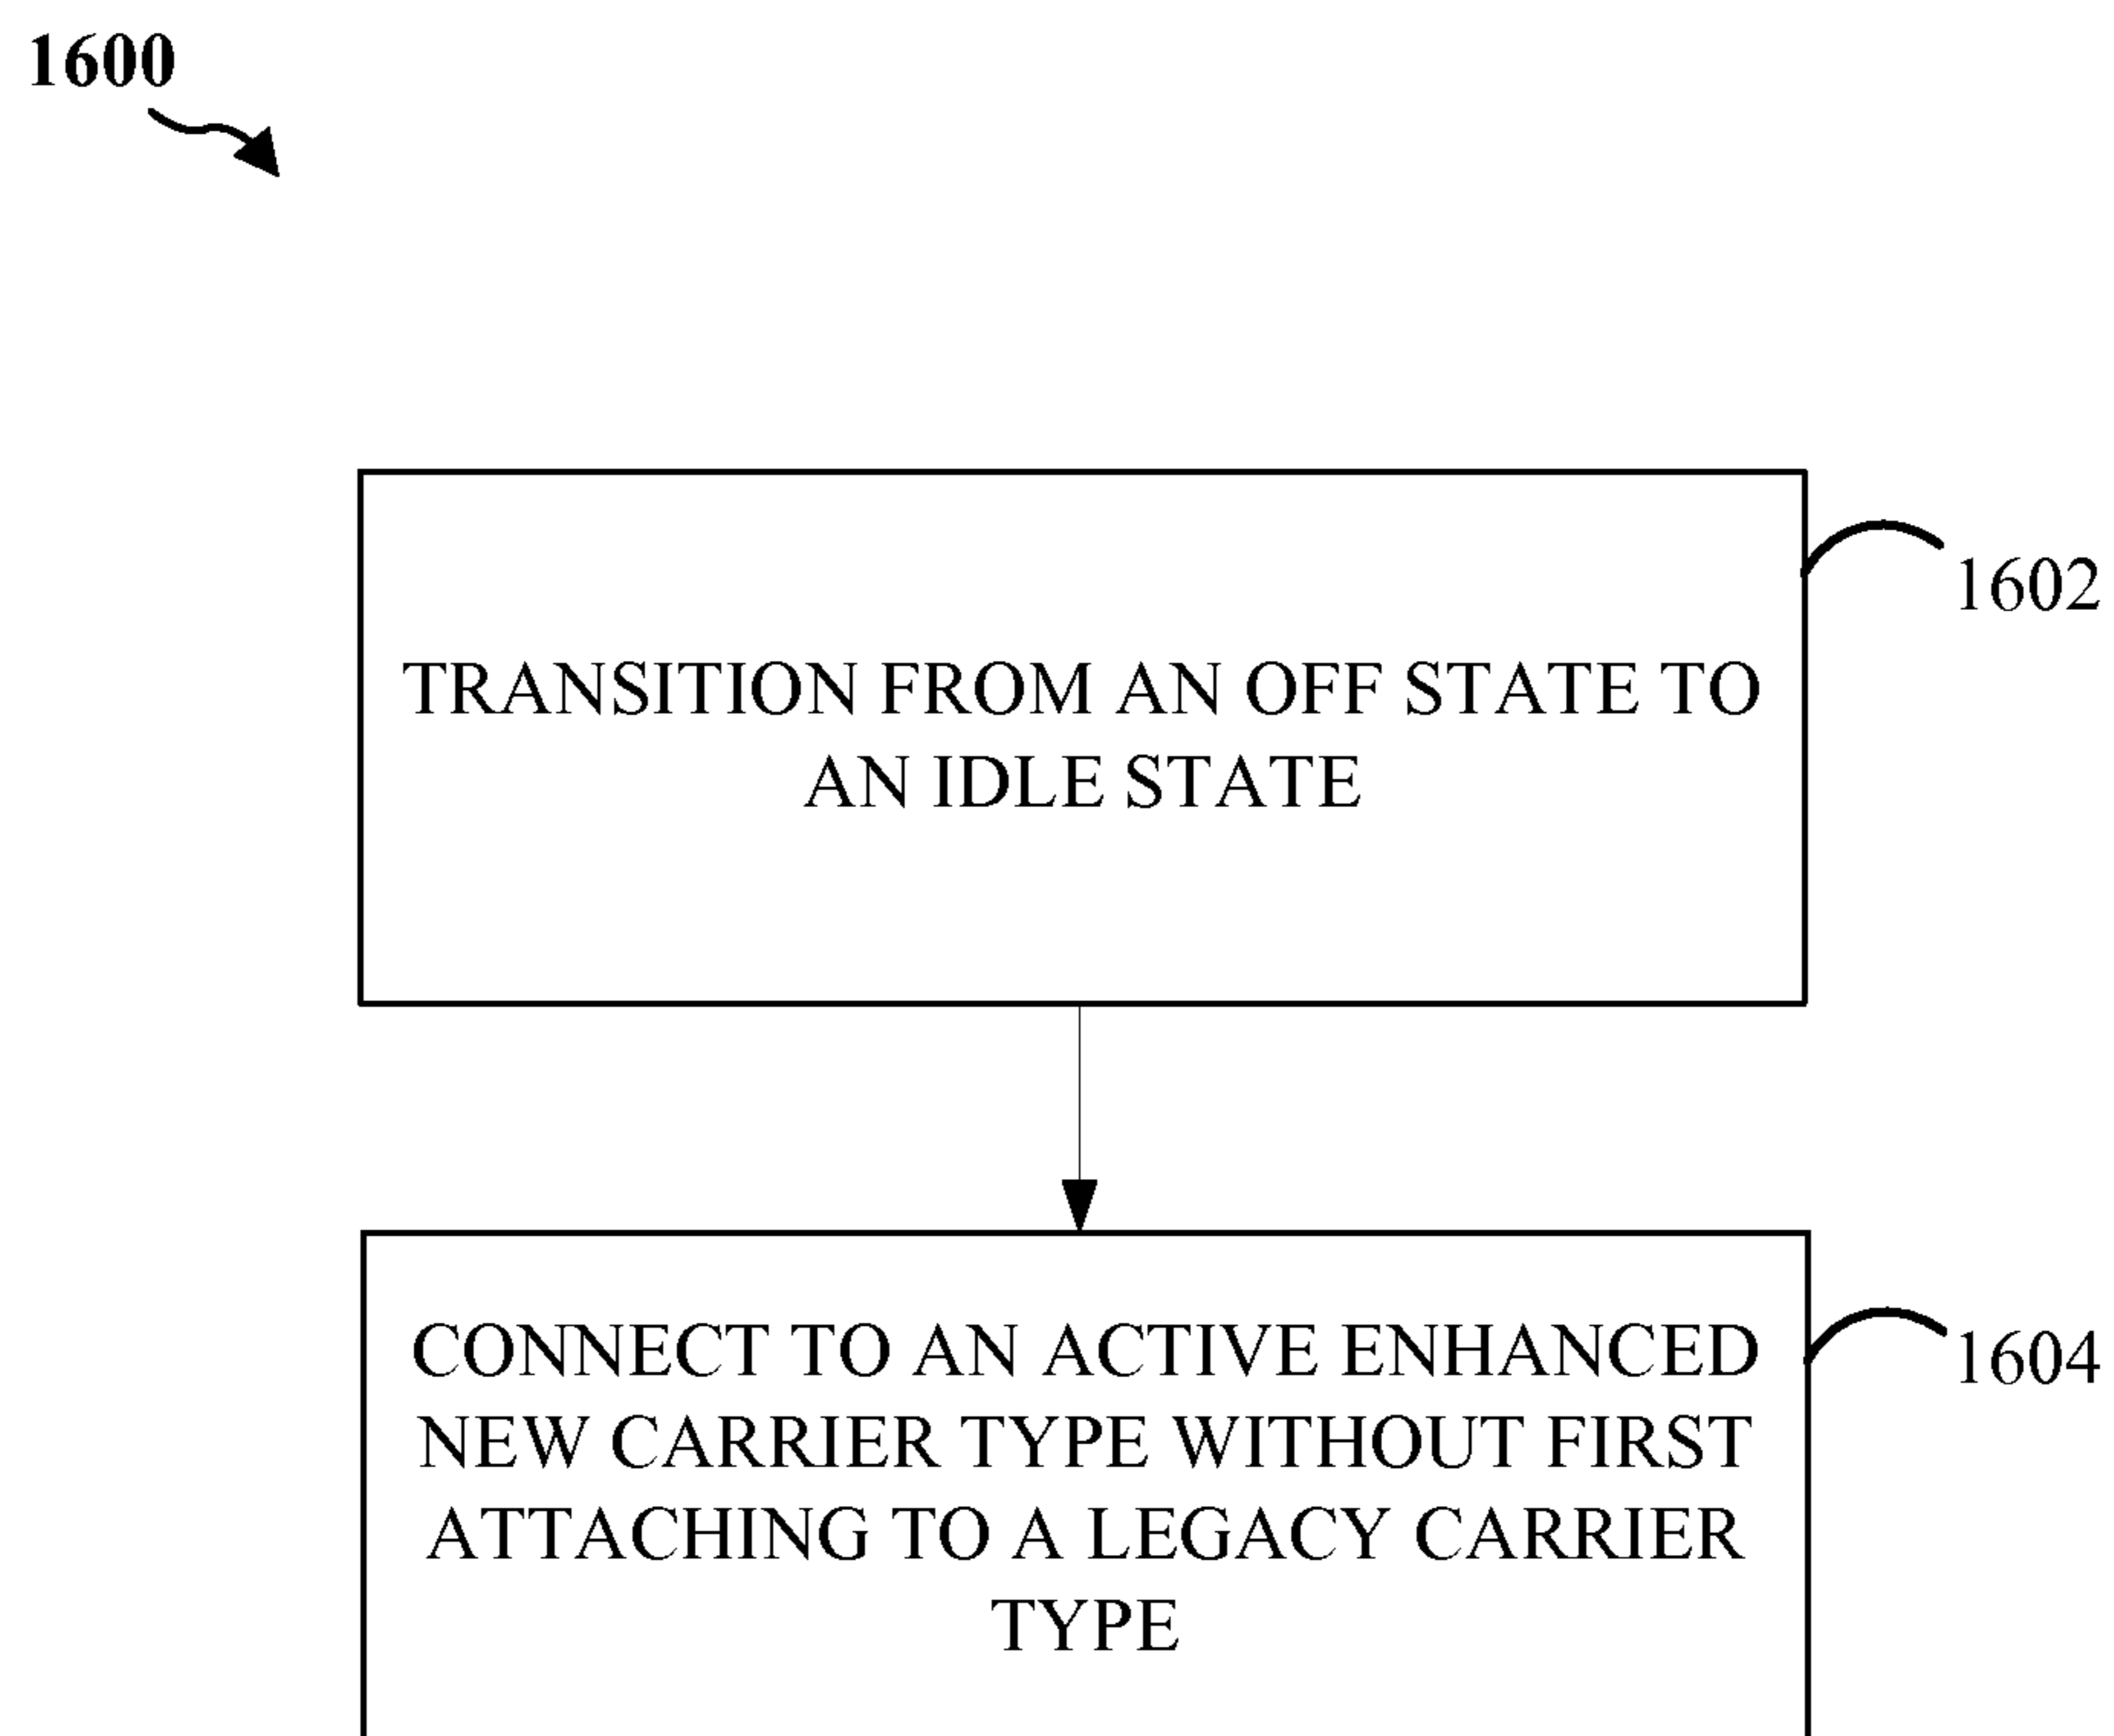 1600
1602
TRANSITION FROM AN OFF STATE TO
AN IDLE STATE
CONNECT TO AN ACTIVE ENHANCED
NEW CARRIER TYPE WITHOUT FIRST
ATTACHING TO A LEGACY CARRIER
TYPE
1604